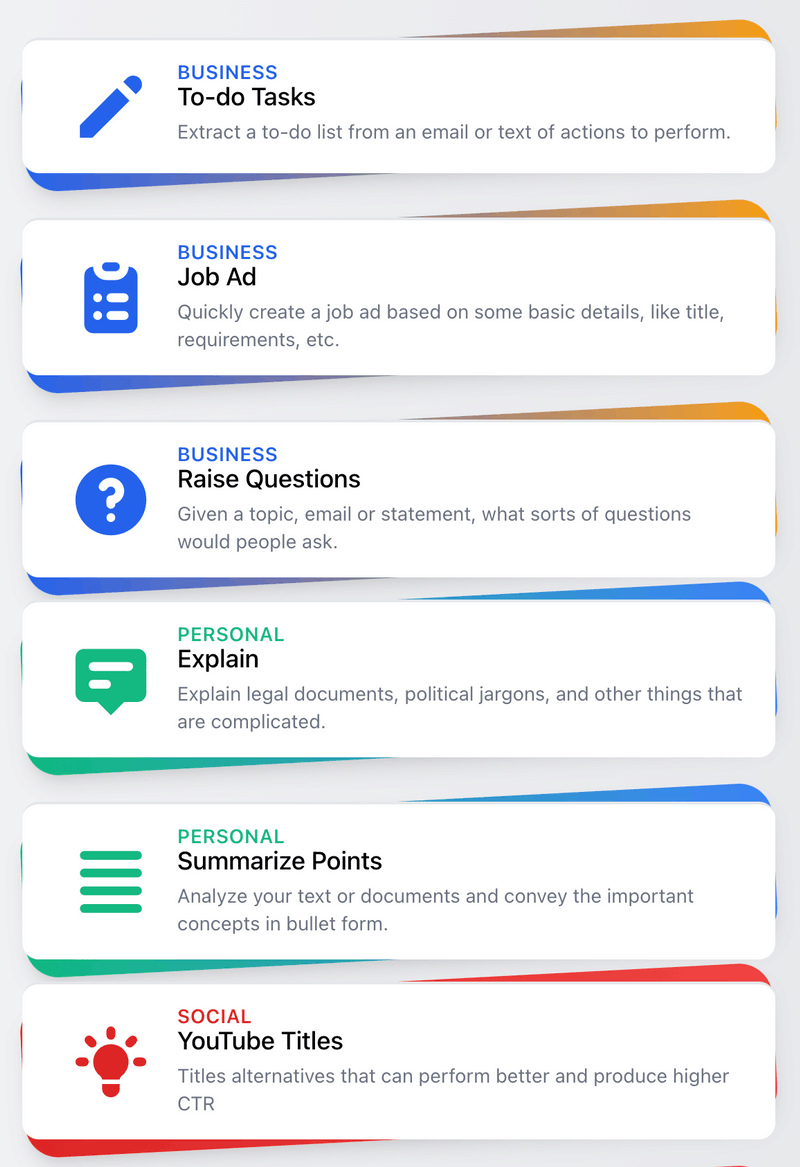 BUSINESS
To-do Tasks
Extract a to-do list from an email or text of actions to perform.
BUSINESS
Job Ad
Quickly create a job ad based on some basic details, like title,
requirements, etc.
BUSINESS
Raise Questions
Given a topic, email or statement, what sorts of questions
would people ask.
PERSONAL
Explain
Explain legal documents, political jargons, and other things that
are complicated.
PERSONAL
Summarize Points
Analyze your text or documents and convey the important
concepts in bullet form.
SOCIAL
YouTube Titles
Titles alternatives that can perform better and produce higher
CTR